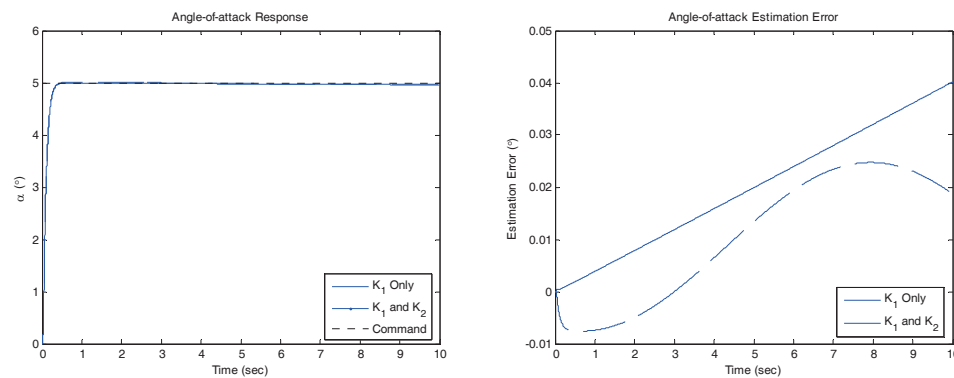 Angle-of-attack Response
6
5
4
3
2
1
0
α (°)
0 1 2 3 4 5 6 7 8 9 10
Time (sec)
K1 Only
K1 and K2
Command
Angle-of-attack Estimation Error
0.05
0.04
0.03
0.02
0.01
0
-0.01
Estimation Error (°)
0 1 2 3 4 5 6 7 8 9 10
Time (sec)
K1 Only
K1 and K2